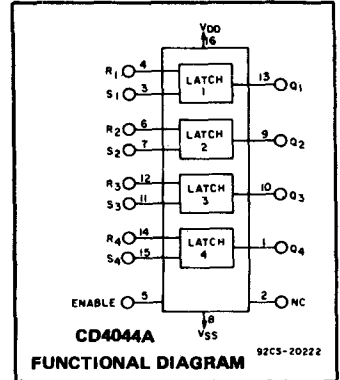 VDD
16
R1 4
S1 3
LATCH
1
13 Q1
R2 6
S2 7
LATCH
2
9 Q2
R3 12
S3 11
LATCH
3
10 Q3
R4 14
S4 15
LATCH
4
1 Q4
ENABLE 5
2 NC
8
VSS
CD4044A
92CS-20222
FUNCTIONAL DIAGRAM